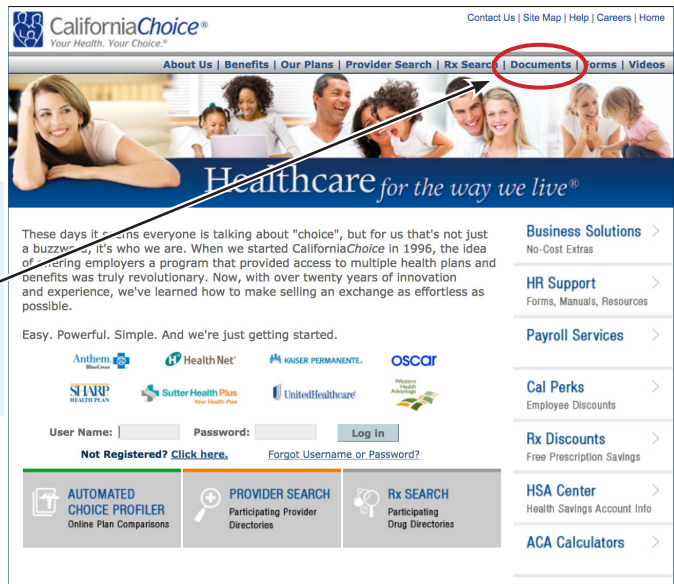 CaliforniaChoice®
Your Health. Your Choice.®
Contact Us | Site Map | Help | Careers | Home
About Us | Benefits | Our Plans | Provider Search | Rx Search | Documents | Forms | Videos
Healthcare for the way we live®
These days it seems everyone is talking about "choice", but for us that's not just
a buzzword, it's who we are. When we started CaliforniaChoice in 1996, the idea
of offering employers a program that provided access to multiple health plans and
benefits was truly revolutionary. Now, with over twenty years of innovation
and experience, we've learned how to make selling an exchange as effortless as
possible.
Easy. Powerful. Simple. And we're just getting started.
Anthem. BlueCross
Health Net®
KAISER PERMANENTE®
oscar
SHARP HEALTH PLAN
Sutter Health Plus
Your Health Plan
UnitedHealthcare®
Western Health Advantage
User Name:
Password:
Log in
Not Registered? Click here.
Forgot Username or Password?
AUTOMATED
CHOICE PROFILER
Online Plan Comparisons
PROVIDER SEARCH
Participating Provider
Directories
Rx SEARCH
Participating
Drug Directories
Business Solutions
No-Cost Extras
HR Support
Forms, Manuals, Resources
Payroll Services
Cal Perks
Employee Discounts
Rx Discounts
Free Prescription Savings
HSA Center
Health Savings Account Info
ACA Calculators